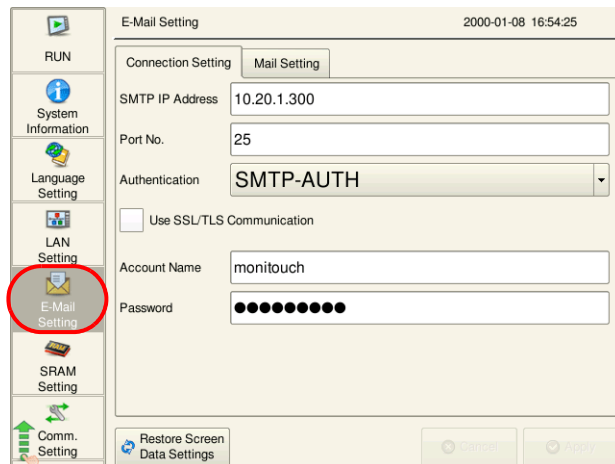 E-Mail Setting 2000-01-08 16:54:25
RUN
System
Information
Language
Setting
LAN
Setting
E-Mail
Setting
SRAM
Setting
Comm.
Setting
Connection Setting Mail Setting
SMTP IP Address 10.20.1.300
Port No. 25
Authentication SMTP-AUTH
Use SSL/TLS Communication
Account Name monitouch
Password ●●●●●●●●●
Restore Screen
Data Settings
Cancel Apply